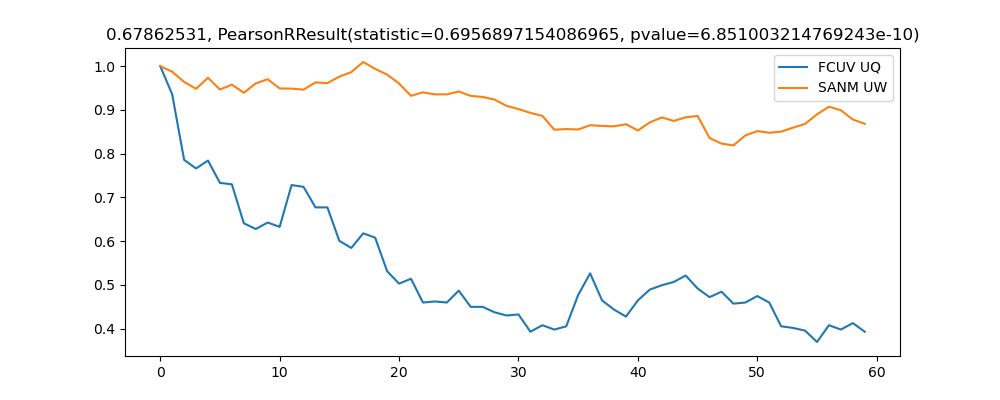 0.67862531, PearsonRResult(statistic=0.6956897154086965, pvalue=6.851003214769243e-10)
FCUV UQ
SANM UW
1.0
0.9
0.8
0.7
0.6
0.5
0.4
0 10 20 30 40 50 60